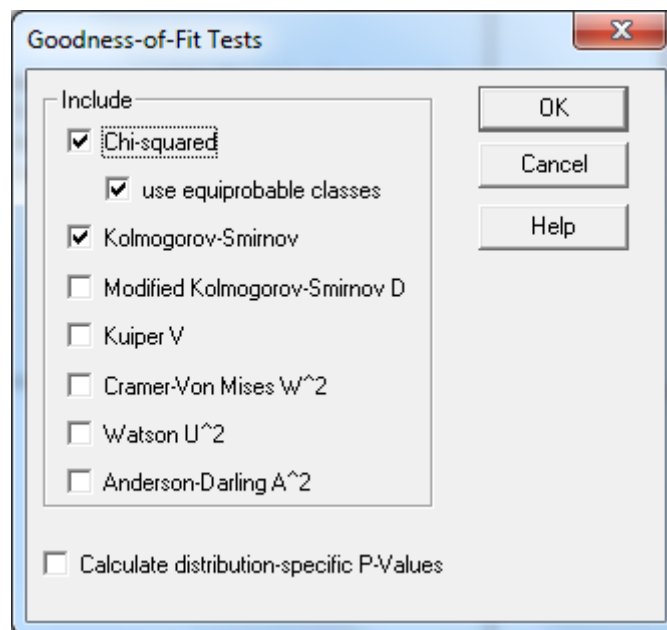 Goodness-of-Fit Tests
Include
Chi-squared
use equiprobable classes
Kolmogorov-Smirnov
Modified Kolmogorov-Smirnov D
Kuiper V
Cramer-Von Mises W^2
Watson U^2
Anderson-Darling A^2
Calculate distribution-specific P-Values
OK
Cancel
Help